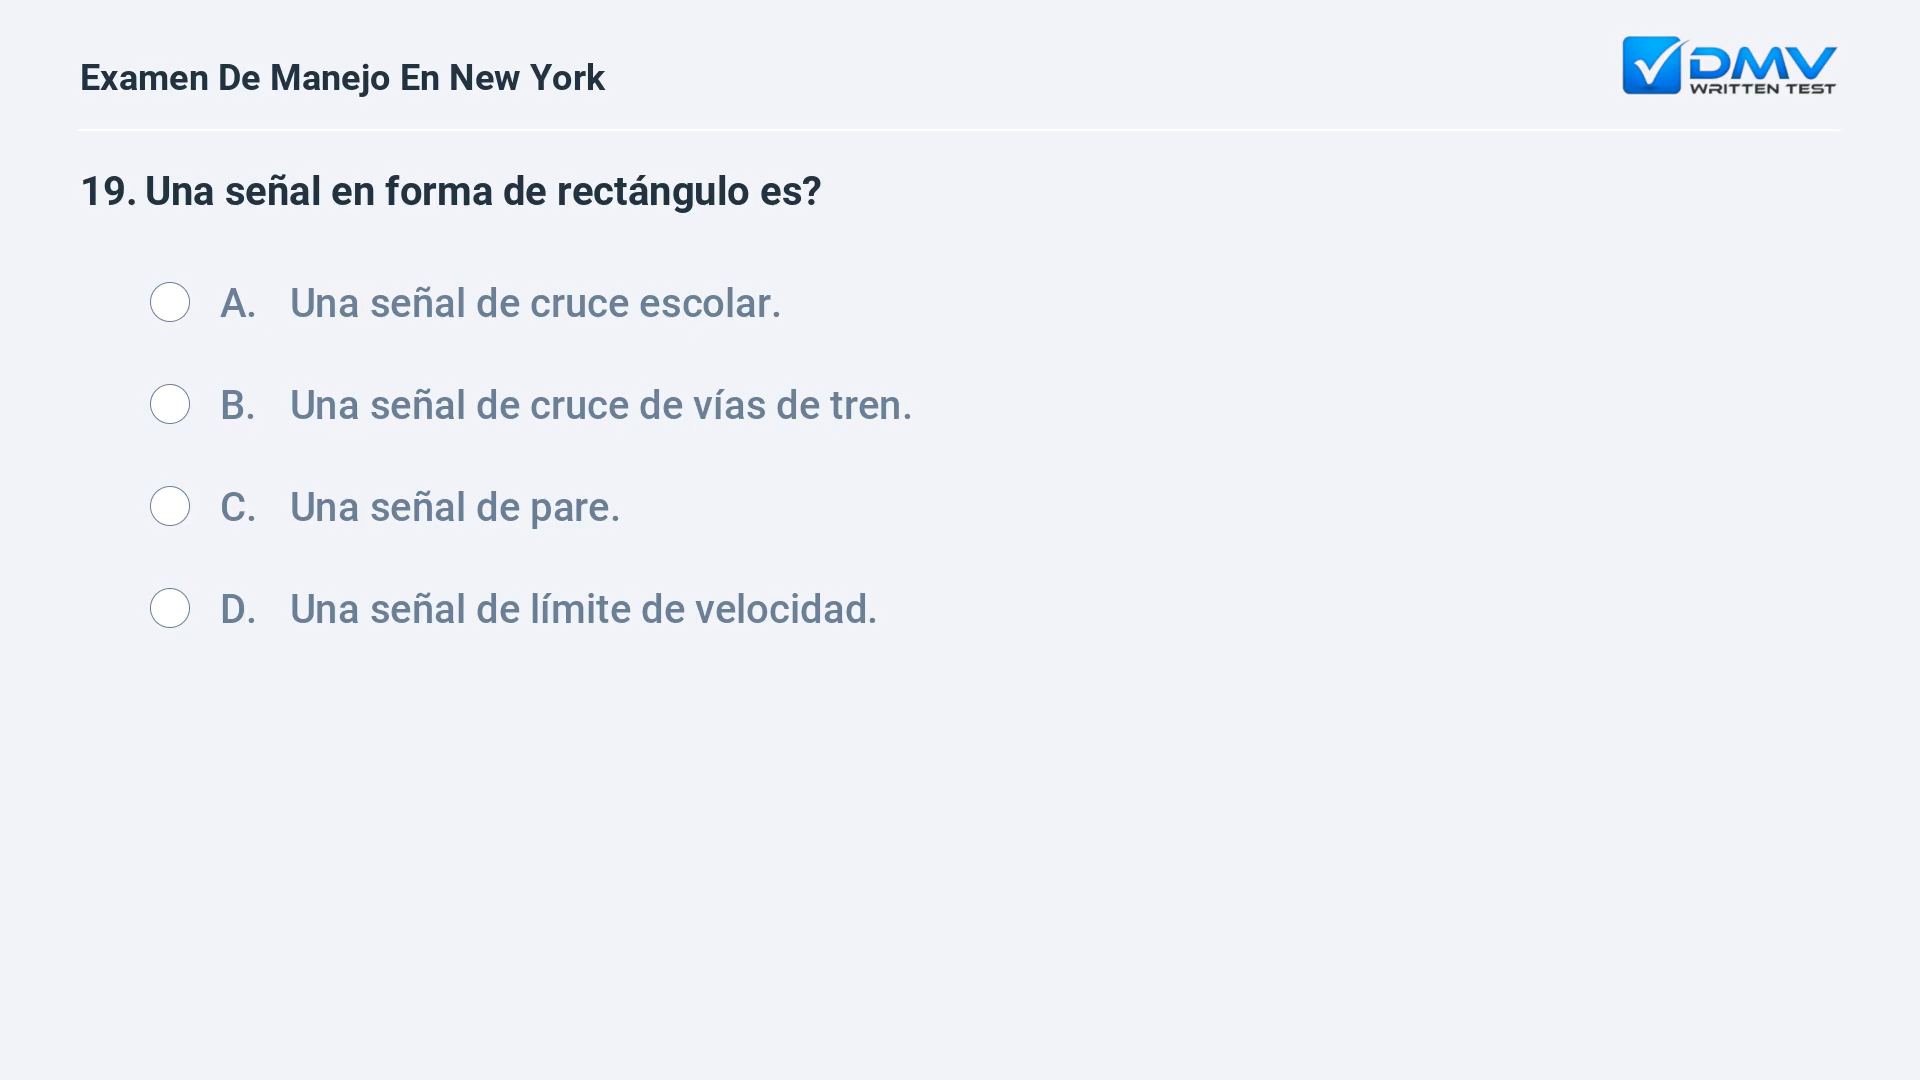 Examen De Manejo En New York
DMV
WRITTEN TEST
19. Una señal en forma de rectángulo es?
A. Una señal de cruce escolar.
B. Una señal de cruce de vías de tren.
C. Una señal de pare.
D. Una señal de límite de velocidad.